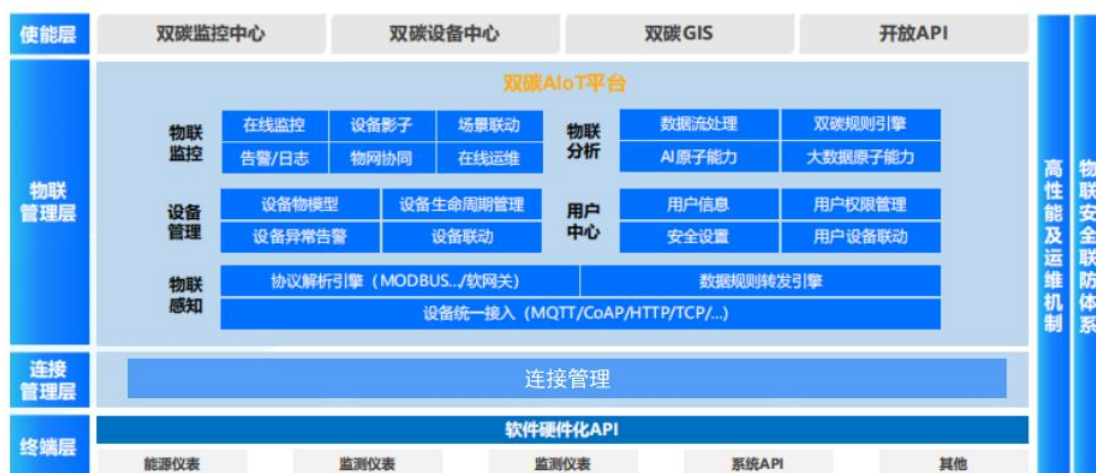 使能层
双碳监控中心 双碳设备中心 双碳GIS 开放API
双碳AIoT平台
物联管理层
物联监控
在线监控 设备影子 场景联动
告警/日志 物网协同 在线运维
物联分析
数据流处理 双碳规则引擎
AI原子能力 大数据原子能力
设备管理
设备物模型 设备生命周期管理
设备异常告警 设备联动
用户中心
用户信息 用户权限管理
安全设置 用户设备联动
物联感知
协议解析引擎（MODBUS.../软网关） 数据规则转发引擎
设备统一接入（MQTT/CoAP/HTTP/TCP/...）
连接管理层
连接管理
终端层
软件硬件化API
能源仪表 监测仪表 监测仪表 系统API 其他
高性能及运维机制
物联安全联防体系